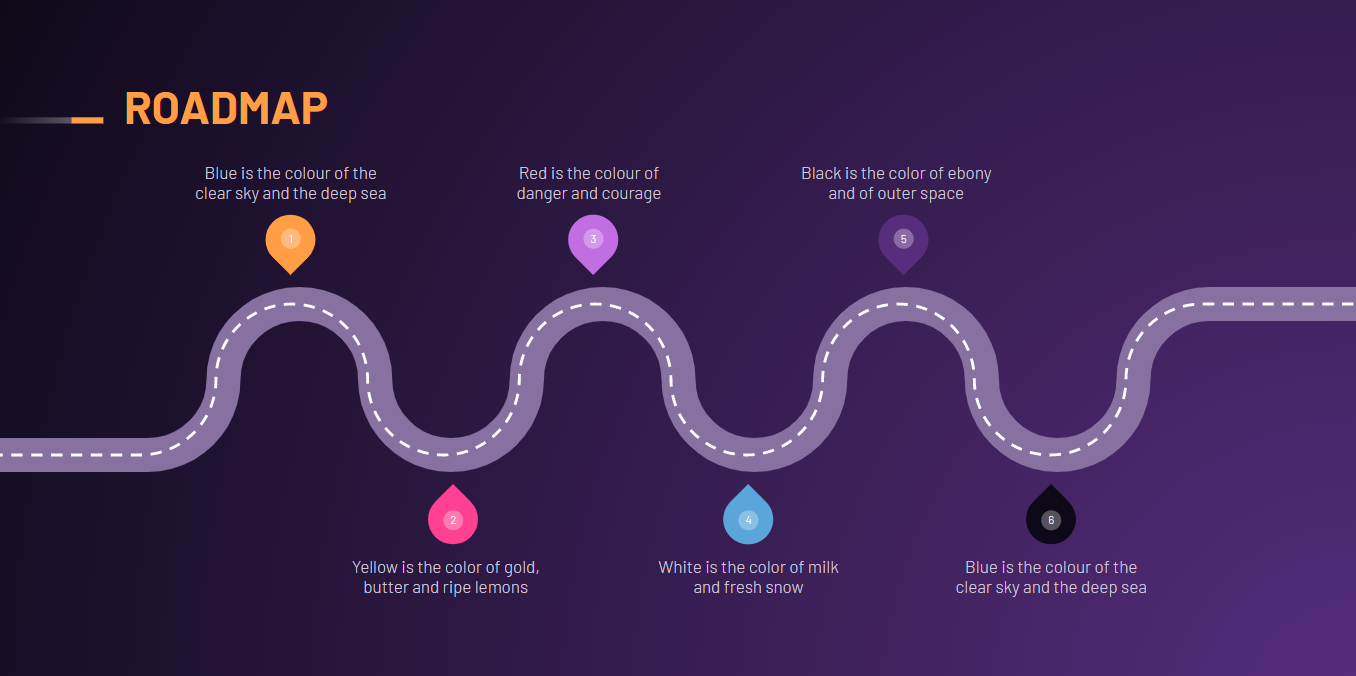 ROADMAP
Blue is the colour of the
clear sky and the deep sea
1
Yellow is the color of gold,
butter and ripe lemons
2
Red is the colour of
danger and courage
3
White is the color of milk
and fresh snow
4
Black is the color of ebony
and of outer space
5
Blue is the colour of the
clear sky and the deep sea
6